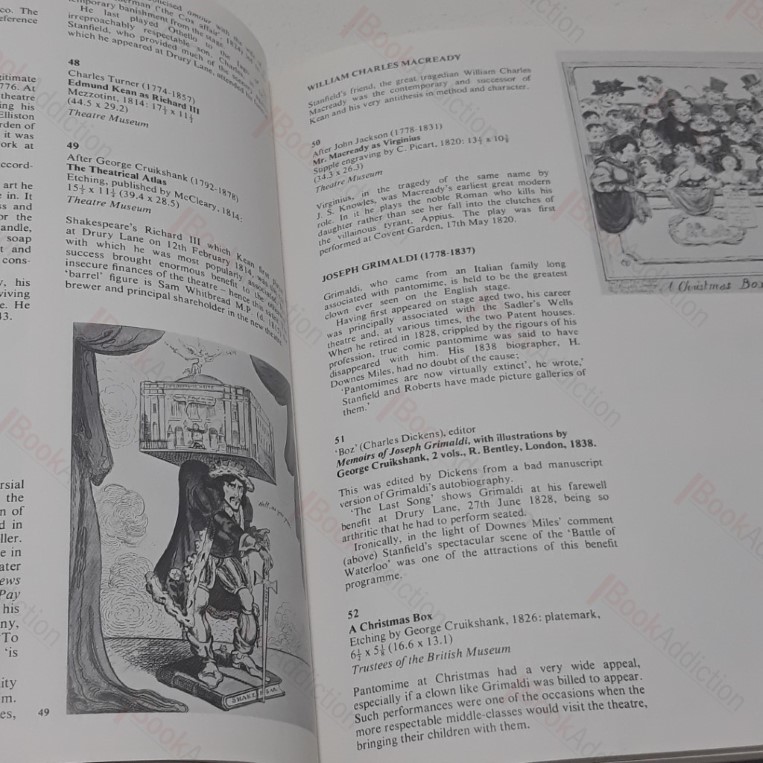 co. The
eference
gitimate
776. At
theatre
ing his
Elliston
rden of
it was
ork at
accord-
art he
e in. It
ss and
or the
andle,
soap
t and
cons-
y, his
viving
e. He
33.
rsial
the
n of
d in
ller.
e in
ater
ews
Pay
his
ny.
To
'is
ity
m.
es,
temporary banishment from the stage
He last played Othello to the
irreproachably respectable son,
Stanfield, who provided much of the
which he appeared at Drury Lane, attended
48
Charles Turner (1774-1857)
Edmund Kean as Richard III
Mezzotint, 1814: 17½ x 11½
(44.5 x 29.2)
Theatre Museum
49
After George Cruikshank (1792-1878)
The Theatrical Atlas
Etching, published by McCleary, 1814:
15½ x 11¼ (39.4 x 28.5)
Theatre Museum
Shakespeare's Richard III which Kean first
at Drury Lane on 12th February 1814
with which he was most popularly
success brought enormous benefit to the
insecure finances of the theatre – hence
'barrel' figure is Sam Whitbread M.P.
brewer and principal shareholder in the new
SHAKESPEAR
49
WILLIAM CHARLES MACREADY
Stanfield's friend, the great tragedian William Charles
Macready was the contemporary and successor of
Kean and his very antithesis in method and character.
50
After John Jackson (1778-1831)
Mr. Macready as Virginius
Stipple engraving by C. Picart, 1820: 13½ x 10¾
(34.3 x 26.3)
Theatre Museum
Virginius, in the tragedy of the same name by
J. S. Knowles, was Macready's earliest great modern
role. In it he plays the noble Roman who kills his
daughter rather than see her fall into the clutches of
the villainous tyrant, Appius. The play was first
performed at Covent Garden, 17th May 1820.
JOSEPH GRIMALDI (1778-1837)
Grimaldi, who came from an Italian family long
associated with pantomime, is held to be the greatest
clown ever seen on the English stage.
Having first appeared on stage aged two, his career
was principally associated with the Sadler's Wells
theatre and, at various times, the two Patent houses.
When he retired in 1828, crippled by the rigours of his
profession, true comic pantomime was said to have
disappeared with him. His 1838 biographer, H.
Downes Miles, had no doubt of the cause:
'Pantomimes are now virtually extinct', he wrote,'
Stanfield and Roberts have made picture galleries of
them.'
51
'Boz' (Charles Dickens), editor
Memoirs of Joseph Grimaldi, with illustrations by
George Cruikshank, 2 vols., R. Bentley, London, 1838.
This was edited by Dickens from a bad manuscript
version of Grimaldi's autobiography.
'The Last Song' shows Grimaldi at his farewell
benefit at Drury Lane, 27th June 1828, being so
arthritic that he had to perform seated.
Ironically, in the light of Downes Miles' comment
(above) Stanfield's spectacular scene of the 'Battle of
Waterloo' was one of the attractions of this benefit
programme.
52
A Christmas Box
Etching by George Cruikshank, 1826: platemark,
6½ x 5⅛ (16.6 x 13.1)
Trustees of the British Museum
Pantomime at Christmas had a very wide appeal,
especially if a clown like Grimaldi was billed to appear.
Such performances were one of the occasions when the
more respectable middle-classes would visit the theatre,
bringing their children with them.
A Christmas Box
BookAddiction